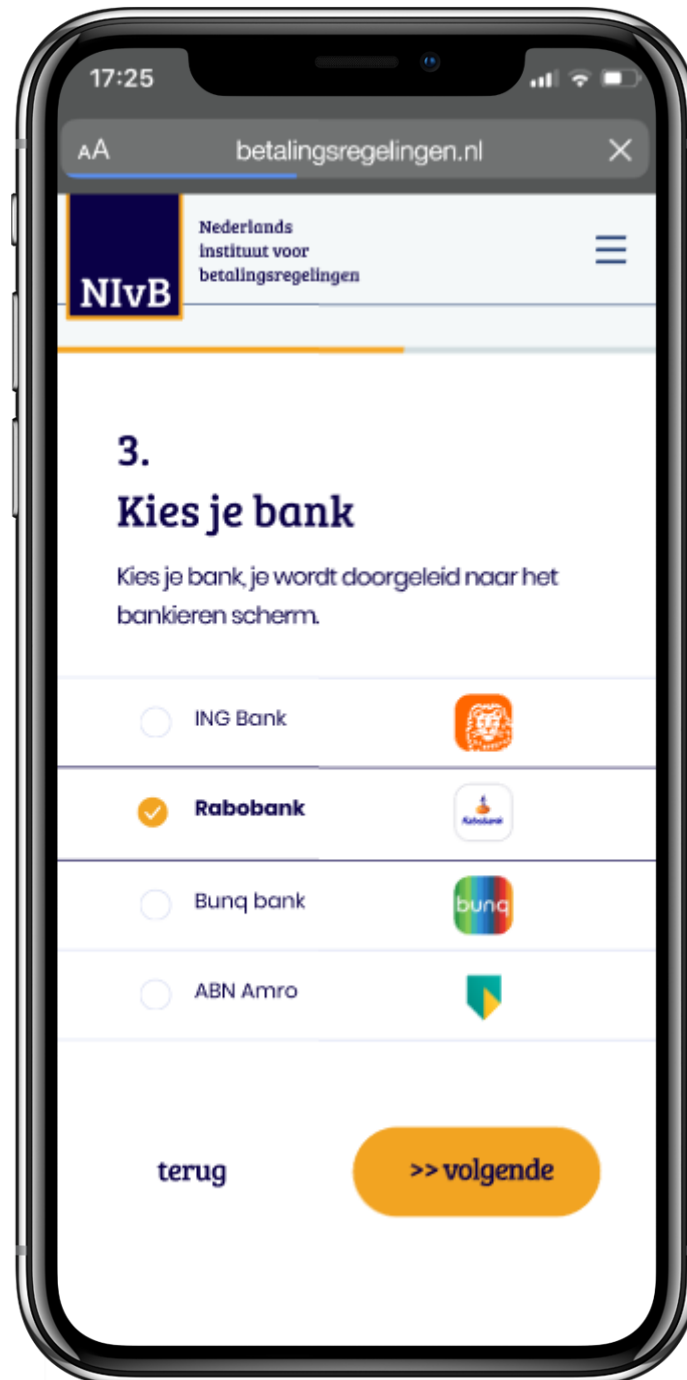 17:25
AA betalingsregelingen.nl
NIvB
Nederlands
instituut voor
betalingsregelingen
3.
Kies je bank
Kies je bank, je wordt doorgeleid naar het
bankieren scherm.
ING Bank
Rabobank
Rabobank
Bunq bank
bunq
ABN Amro
terug
>> volgende